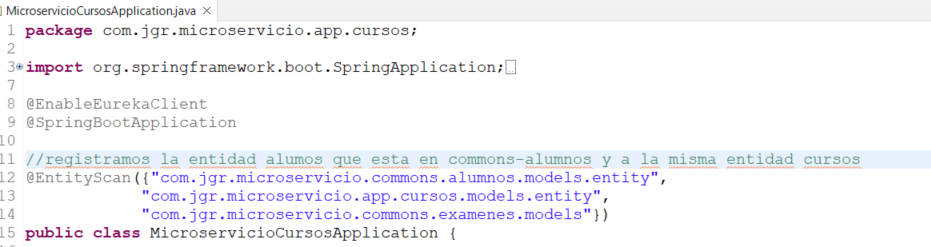 MicroservicioCursosApplication.java ×
1 package com.jgr.microservicio.app.cursos;
2
3 import org.springframework.boot.SpringApplication;
7
8 @EnableEurekaClient
9 @SpringBootApplication
10
11 //registramos la entidad alumos que esta en commons-alumnos y a la misma entidad cursos
12 @EntityScan({"com.jgr.microservicio.commons.alumnos.models.entity",
13 "com.jgr.microservicio.app.cursos.models.entity",
14 "com.jgr.microservicio.commons.examenes.models"})
15 public class MicroservicioCursosApplication {